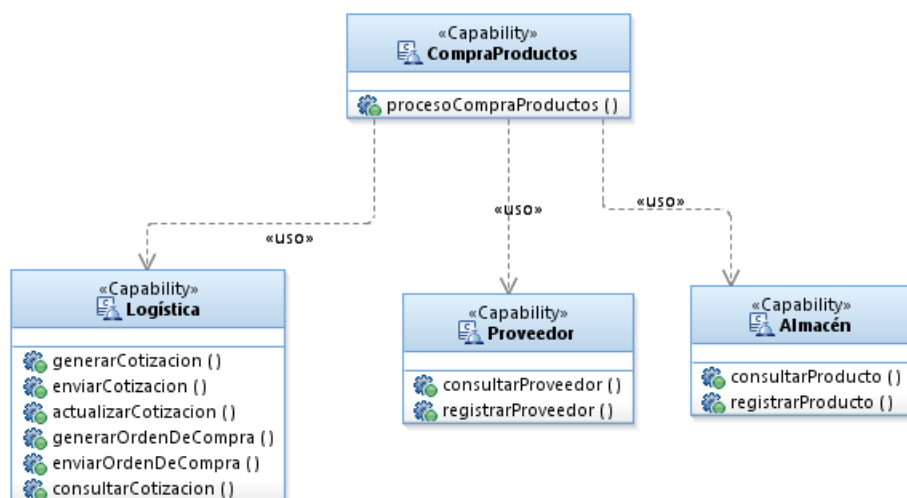 «Capability»
CompraProductos
procesoCompraProductos ()
«uso»
«uso»
«uso»
«Capability»
Logística
generarCotizacion ()
enviarCotizacion ()
actualizarCotizacion ()
generarOrdenDeCompra ()
enviarOrdenDeCompra ()
consultarCotizacion ()
«Capability»
Proveedor
consultarProveedor ()
registrarProveedor ()
«Capability»
Almacén
consultarProducto ()
registrarProducto ()